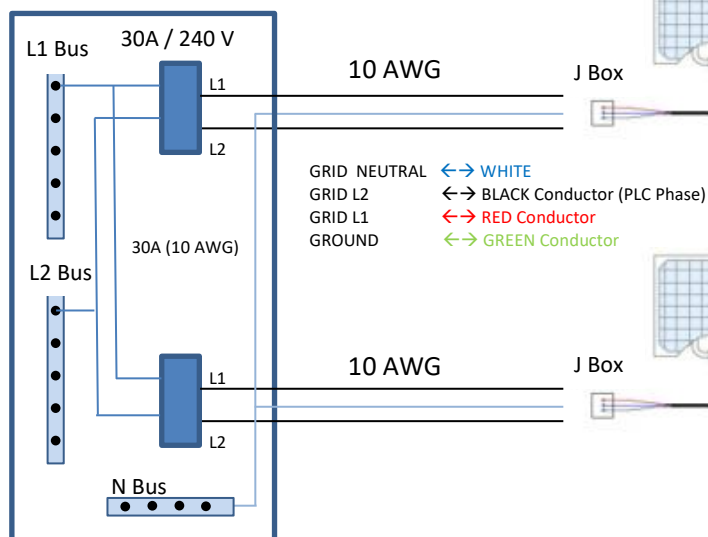 30A / 240 V
L1 Bus
L1
L2
10 AWG
J Box
GRID NEUTRAL ←→ WHITE
GRID L2 ←→ BLACK Conductor (PLC Phase)
GRID L1 ←→ RED Conductor
GROUND ←→ GREEN Conductor
30A (10 AWG)
L2 Bus
L1
L2
10 AWG
J Box
N Bus